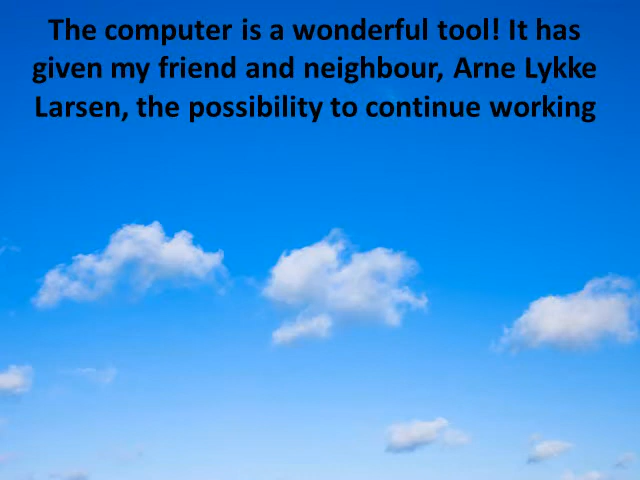 The computer is a wonderful tool! It has
given my friend and neighbour, Arne Lykke
Larsen, the possibility to continue working